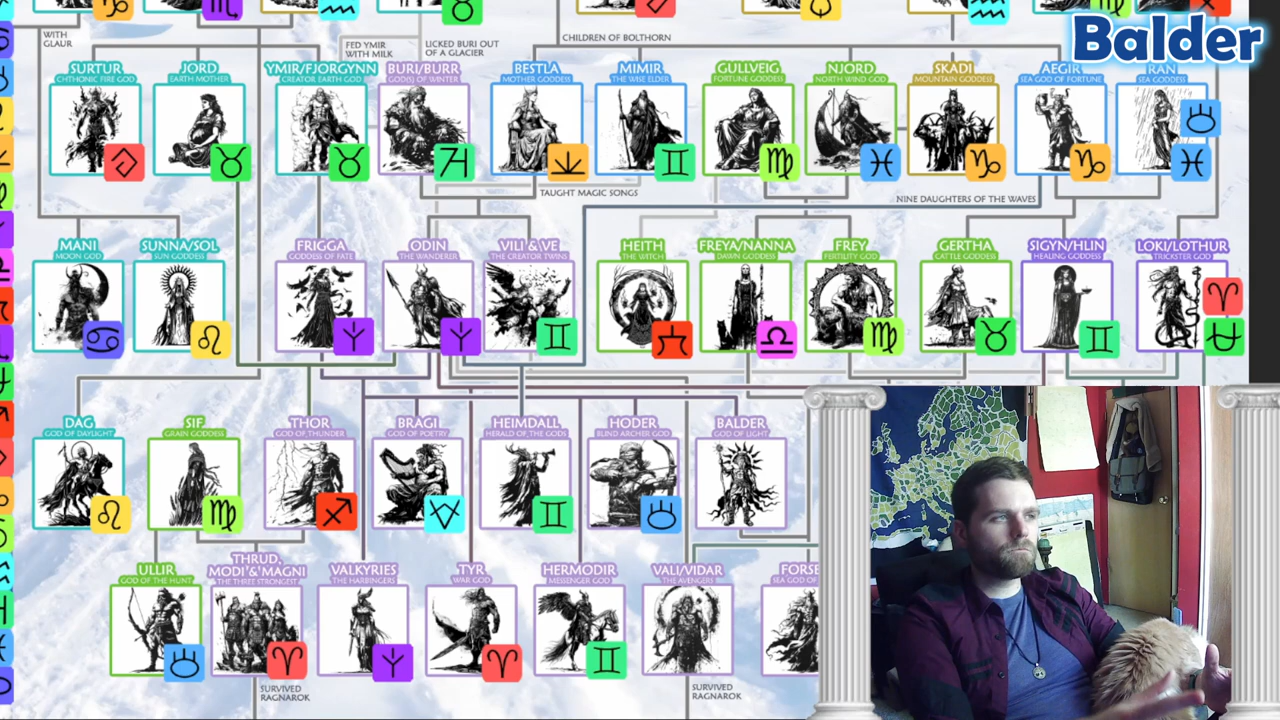 Balder
WITH
GLAUR
FED YMIR
WITH MILK
LICKED BURI OUT
OF A GLACIER
CHILDREN OF BOLTHORN
SURTUR
CHTHONIC FIRE GOD
JORD
EARTH MOTHER
YMIR/FJORGYNN
CREATOR EARTH GOD
BURI/BURR
GOD(S) OF WINTER
BESTLA
MOTHER GODDESS
MIMIR
THE WISE ELDER
GULLVEIG
FORTUNE GODDESS
NJORD
NORTH WIND GOD
SKADI
MOUNTAIN GODDESS
AEGIR
SEA GOD OF FORTUNE
RAN
SEA GODDESS
TAUGHT MAGIC SONGS
NINE DAUGHTERS OF THE WAVES
MANI
MOON GOD
SUNNA/SOL
SUN GODDESS
FRIGGA
GODDESS OF FATE
ODIN
THE WANDERER
VILI & VE
THE CREATOR TWINS
HEITH
THE WITCH
FREYA/NANNA
DAWN GODDESS
FREY
FERTILITY GOD
GERTHA
CATTLE GODDESS
SIGYN/HLIN
HEALING GODDESS
LOKI/LOTHUR
TRICKSTER GOD
DAG
GOD OF DAYLIGHT
SIF
GRAIN GODDESS
THOR
GOD OF THUNDER
BRAGI
GOD OF POETRY
HEIMDALL
HERALD OF THE GODS
HODER
BLIND ARCHER GOD
BALDER
GOD OF LIGHT
ULLIR
GOD OF THE HUNT
THRUD,
MODI & MAGNI
THE THREE STRONGEST
VALKYRIES
THE HARBINGERS
TYR
WAR GOD
HERMODIR
MESSENGER GOD
VALI/VIDAR
THE AVENGERS
FORSE
SEA GOD OF
SURVIVED
RAGNAROK
SURVIVED
RAGNAROK